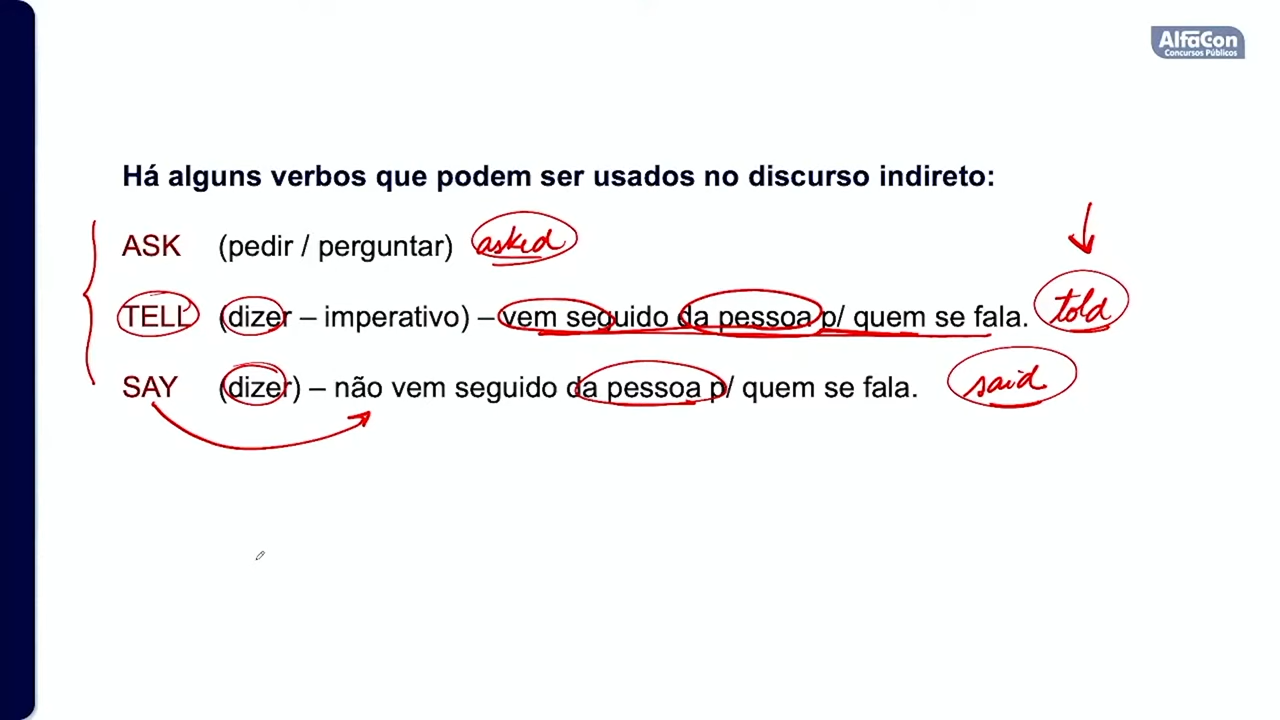 AlfaCon
Concursos Públicos
Há alguns verbos que podem ser usados no discurso indireto:
ASK (pedir / perguntar) asked
TELL (dizer – imperativo) – vem seguido da pessoa p/ quem se fala. told
SAY (dizer) – não vem seguido da pessoa p/ quem se fala. said